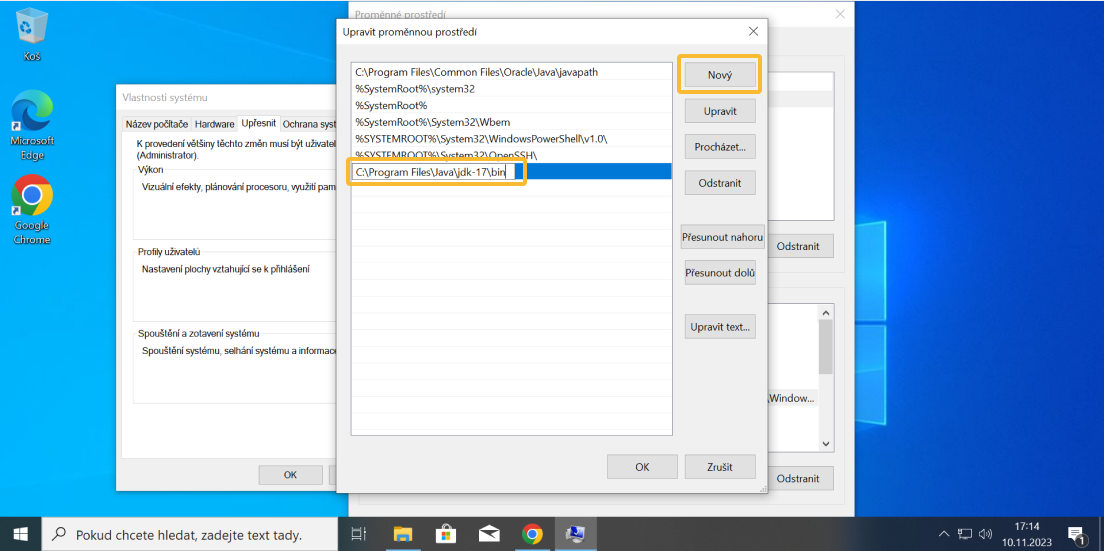 Koš
Microsoft
Edge
Google
Chrome
Proměnné prostředí
Upravit proměnnou prostředí
C:\Program Files\Common Files\Oracle\Java\javapath
%SystemRoot%\system32
%SystemRoot%
%SystemRoot%\System32\Wbem
%SYSTEMROOT%\System32\WindowsPowerShell\v1.0\
%SYSTEMROOT%\System32\OpenSSH\
C:\Program Files\Java\jdk-17\bin
Nový
Upravit
Procházet...
Odstranit
Přesunout nahoru
Přesunout dolů
Upravit text...
OK
Zrušit
Vlastnosti systému
Název počítače
Hardware
Upřesnit
Ochrana syst
K provedení většiny těchto změn musí být uživatel
(Administrator).
Výkon
Vizuální efekty, plánování procesoru, využití pam
Profily uživatelů
Nastavení plochy vztahující se k přihlášení
Spouštění a zotavení systému
Spouštění systému, selhání systému a informace
OK
Odstranit
\Window...
Odstranit
Pokud chcete hledat, zadejte text tady.
17:14
10.11.2023
1